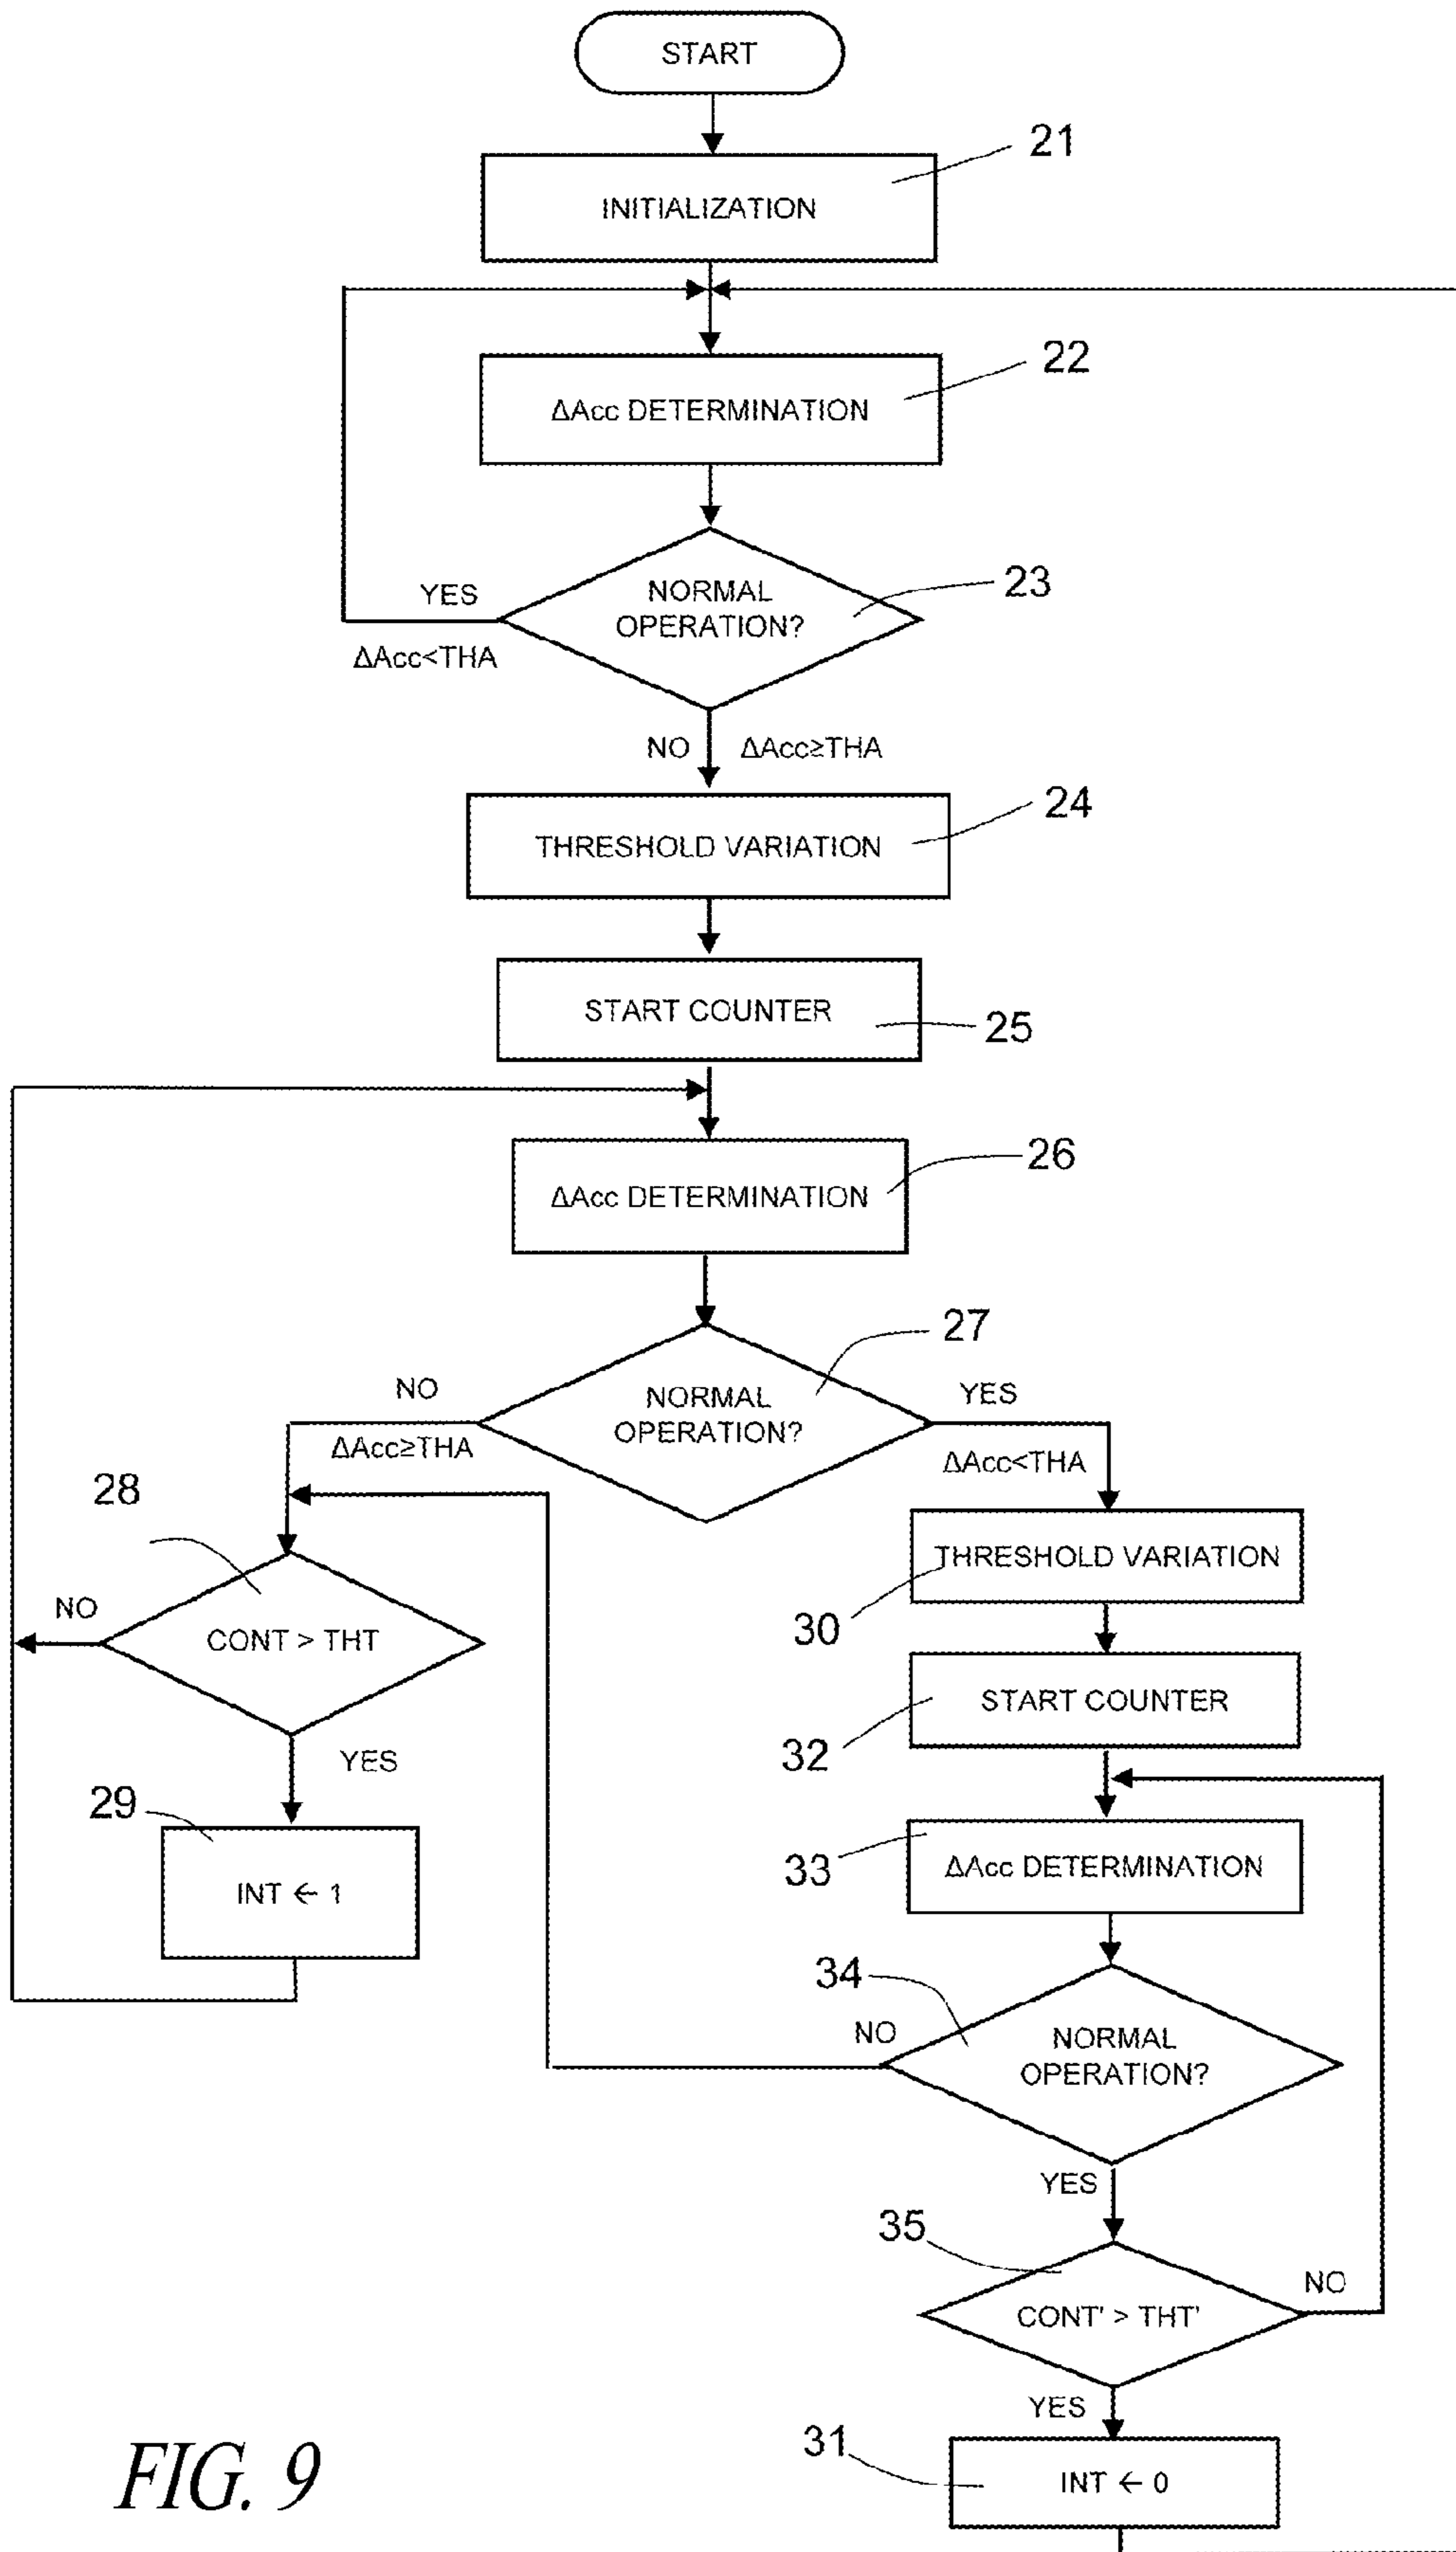 START
21
INITIALIZATION
22
ΔAcc DETERMINATION
23
NORMAL
OPERATION?
YES
ΔAcc<THA
NO ΔAcc≥THA
24
THRESHOLD VARIATION
START COUNTER
25
26
ΔAcc DETERMINATION
27
NORMAL
OPERATION?
NO
ΔAcc≥THA
YES
ΔAcc<THA
28
CONT > THT
NO
YES
29
INT ← 1
THRESHOLD VARIATION
30
START COUNTER
32
ΔAcc DETERMINATION
33
34
NO
NORMAL
OPERATION?
YES
35
CONT' > THT'
NO
YES
31
INT ← 0
FIG. 9